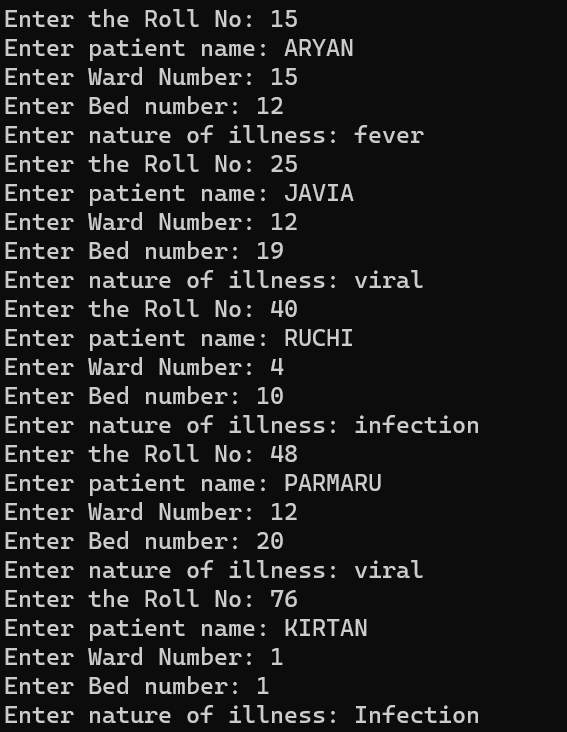 Enter the Roll No: 15
Enter patient name: ARYAN
Enter Ward Number: 15
Enter Bed number: 12
Enter nature of illness: fever
Enter the Roll No: 25
Enter patient name: JAVIA
Enter Ward Number: 12
Enter Bed number: 19
Enter nature of illness: viral
Enter the Roll No: 40
Enter patient name: RUCHI
Enter Ward Number: 4
Enter Bed number: 10
Enter nature of illness: infection
Enter the Roll No: 48
Enter patient name: PARMARU
Enter Ward Number: 12
Enter Bed number: 20
Enter nature of illness: viral
Enter the Roll No: 76
Enter patient name: KIRTAN
Enter Ward Number: 1
Enter Bed number: 1
Enter nature of illness: Infection